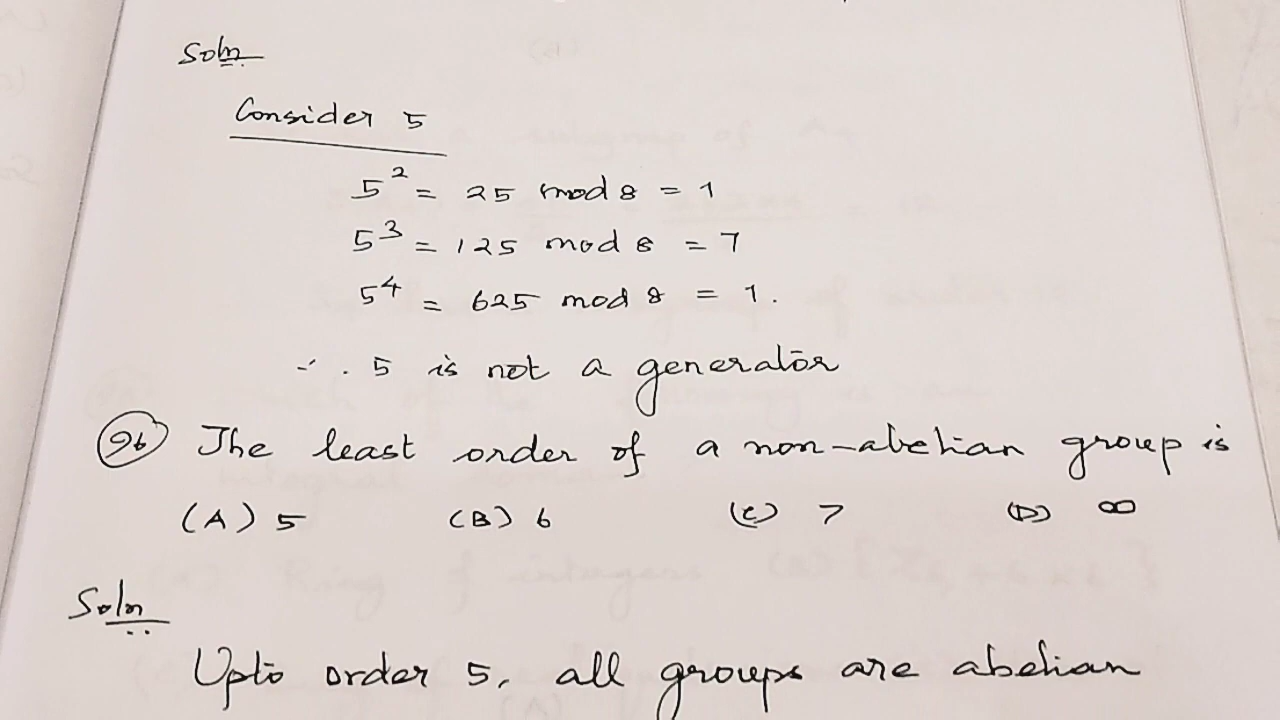 Soln
Consider 5
5² = 25 mod 8 = 1
5³ = 125 mod 8 = 7
5⁴ = 625 mod 8 = 1.
∴ 5 is not a generator
96 The least order of a non-abelian group is
(A) 5 (B) 6 (C) 7 (D) ∞
Soln
Upto order 5, all groups are abelian